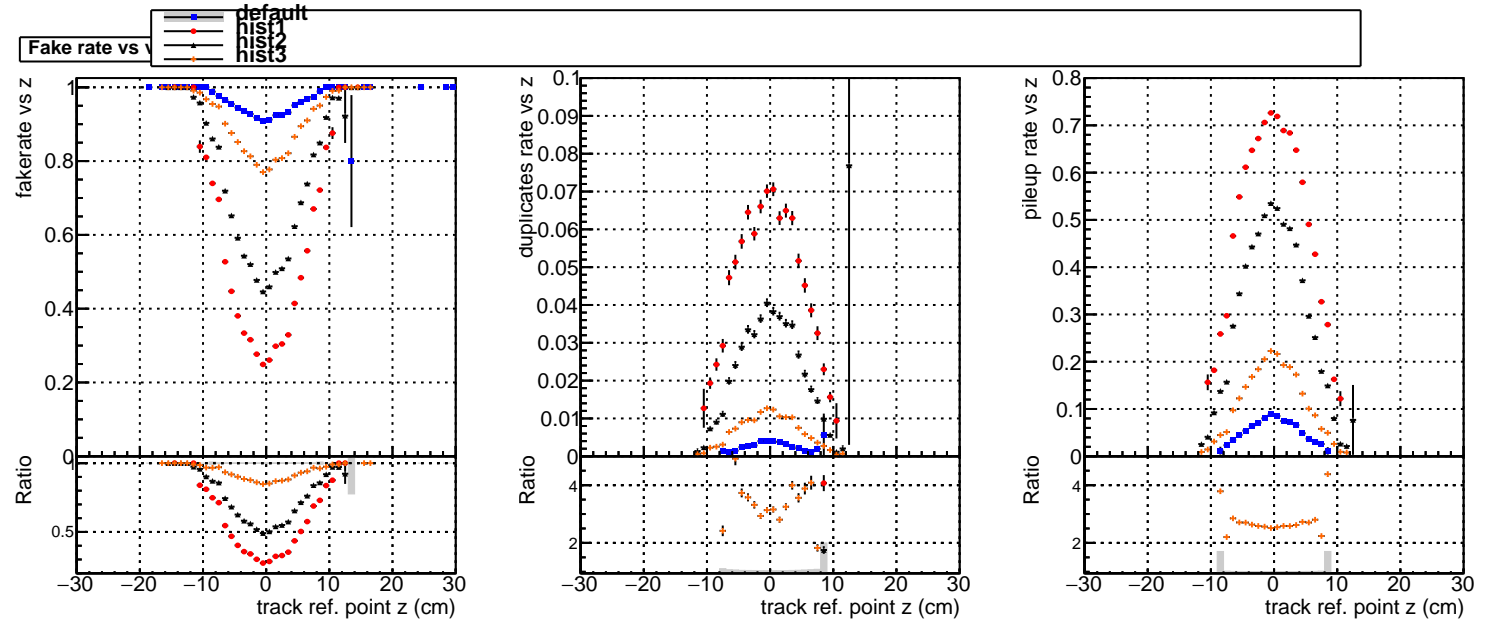 default
hist1
hist2
hist3
Fake rate vs v
fakerate vs z
1
0.8
0.6
0.4
0.2
0
Ratio
1
0.5
−30 −20 −10 0 10 20 30
track ref. point z (cm)
duplicates rate vs z
0.1
0.09
0.08
0.07
0.06
0.05
0.04
0.03
0.02
0.01
0
Ratio
4
2
−30 −20 −10 0 10 20 30
track ref. point z (cm)
pileup rate vs z
0.8
0.7
0.6
0.5
0.4
0.3
0.2
0.1
0
Ratio
4
2
−30 −20 −10 0 10 20 30
track ref. point z (cm)